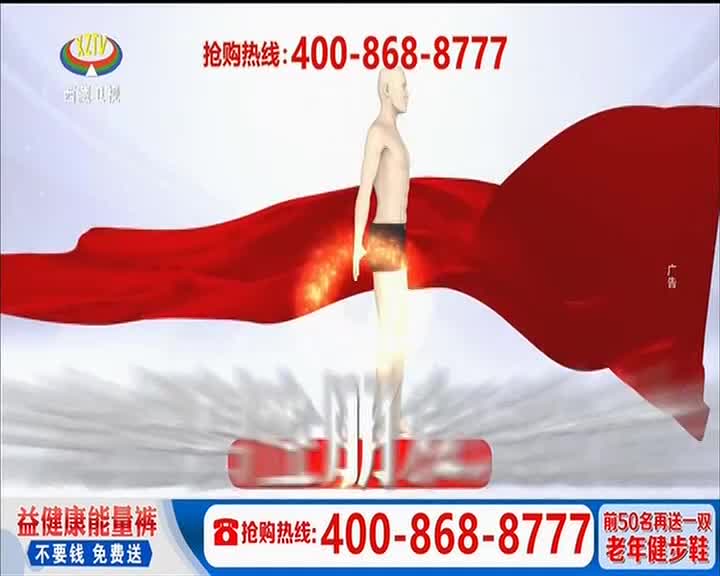 抢购热线:400-868-8777
XZTV
西藏卫视
广告
益健康能量裤
不要钱 免费送
抢购热线:400-868-8777
前50名再送一双
老年健步鞋